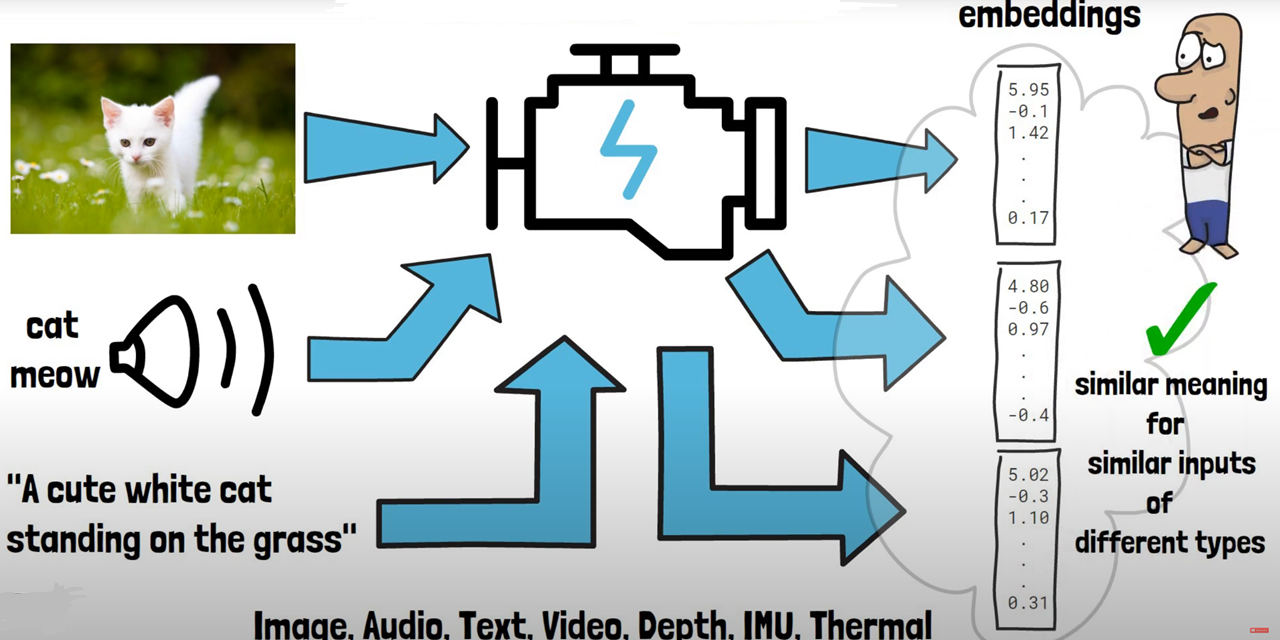 embeddings
5.95
-0.1
1.42
.
.
.
0.17
cat
meow
4.80
-0.6
0.97
.
.
.
-0.4
similar meaning
for
similar inputs
of
different types
"A cute white cat
standing on the grass"
5.02
-0.3
1.10
.
.
.
0.31
Image, Audio, Text, Video, Depth, IMU, Thermal